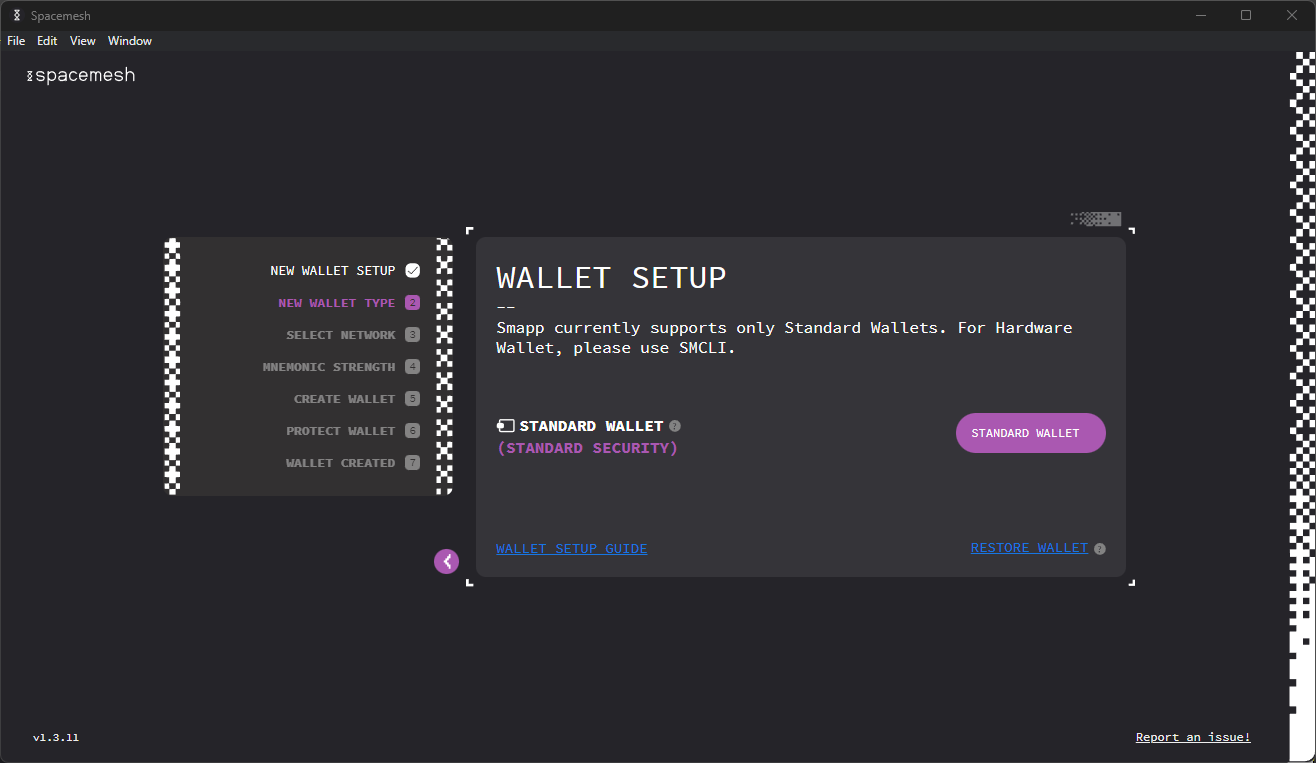 Spacemesh
File Edit View Window
spacemesh
NEW WALLET SETUP
NEW WALLET TYPE 2
SELECT NETWORK 3
MNEMONIC STRENGTH 4
CREATE WALLET 5
PROTECT WALLET 6
WALLET CREATED 7
WALLET SETUP
--
Smapp currently supports only Standard Wallets. For Hardware
Wallet, please use SMCLI.
STANDARD WALLET ?
(STANDARD SECURITY)
STANDARD WALLET
WALLET SETUP GUIDE
RESTORE WALLET ?
v1.3.11
Report an issue!